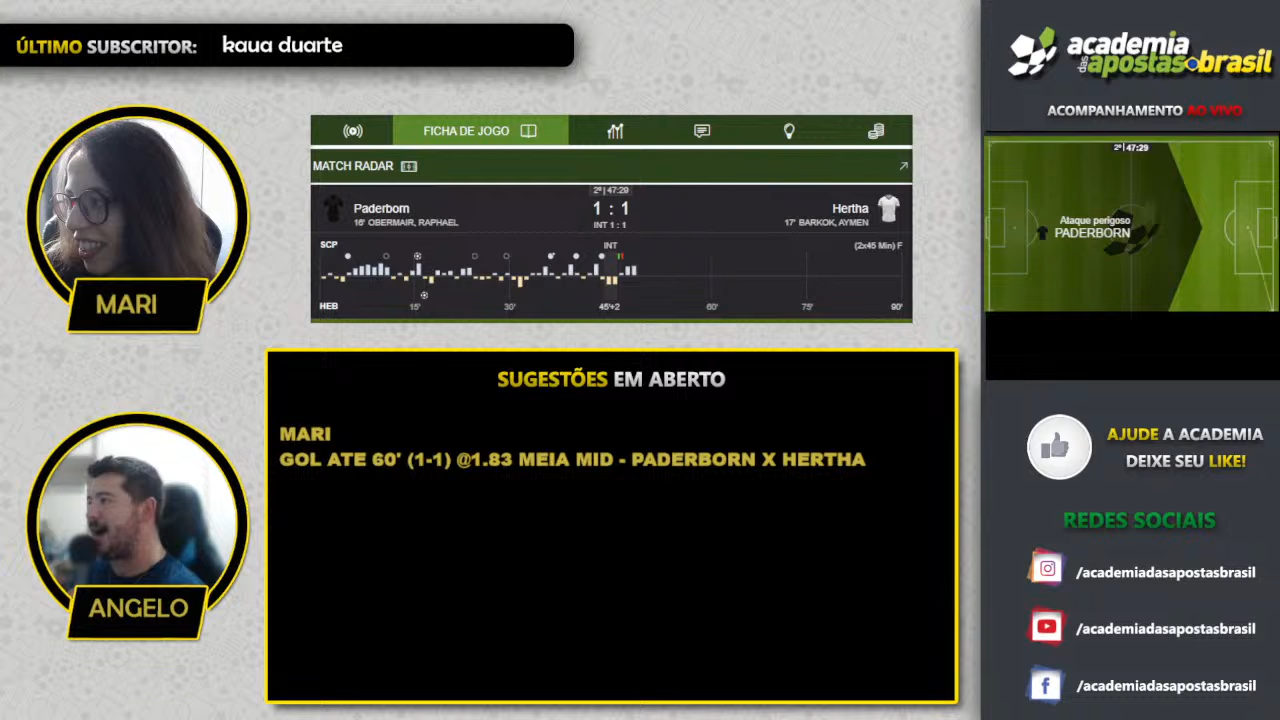 ÚLTIMO SUBSCRITOR: kaua duarte
MARI
ANGELO
FICHA DE JOGO
MATCH RADAR
2ª | 47:29
Paderborn 1 : 1 Hertha
16' OBERMAIR, RAPHAEL INT 1 : 1 17' BARKOK, AYMEN
SCP INT (2x45 Min) F
HEB 15' 30' 45'+2 60' 75' 90'
SUGESTÕES EM ABERTO
MARI
GOL ATE 60' (1-1) @1.83 MEIA MID - PADERBORN X HERTHA
academia
das apostas brasil
ACOMPANHAMENTO AO VIVO
2ª | 47:29
Ataque perigoso
PADERBORN
AJUDE A ACADEMIA
DEIXE SEU LIKE!
REDES SOCIAIS
/academiadasapostasbrasil
/academiadasapostasbrasil
/academiadasapostasbrasil